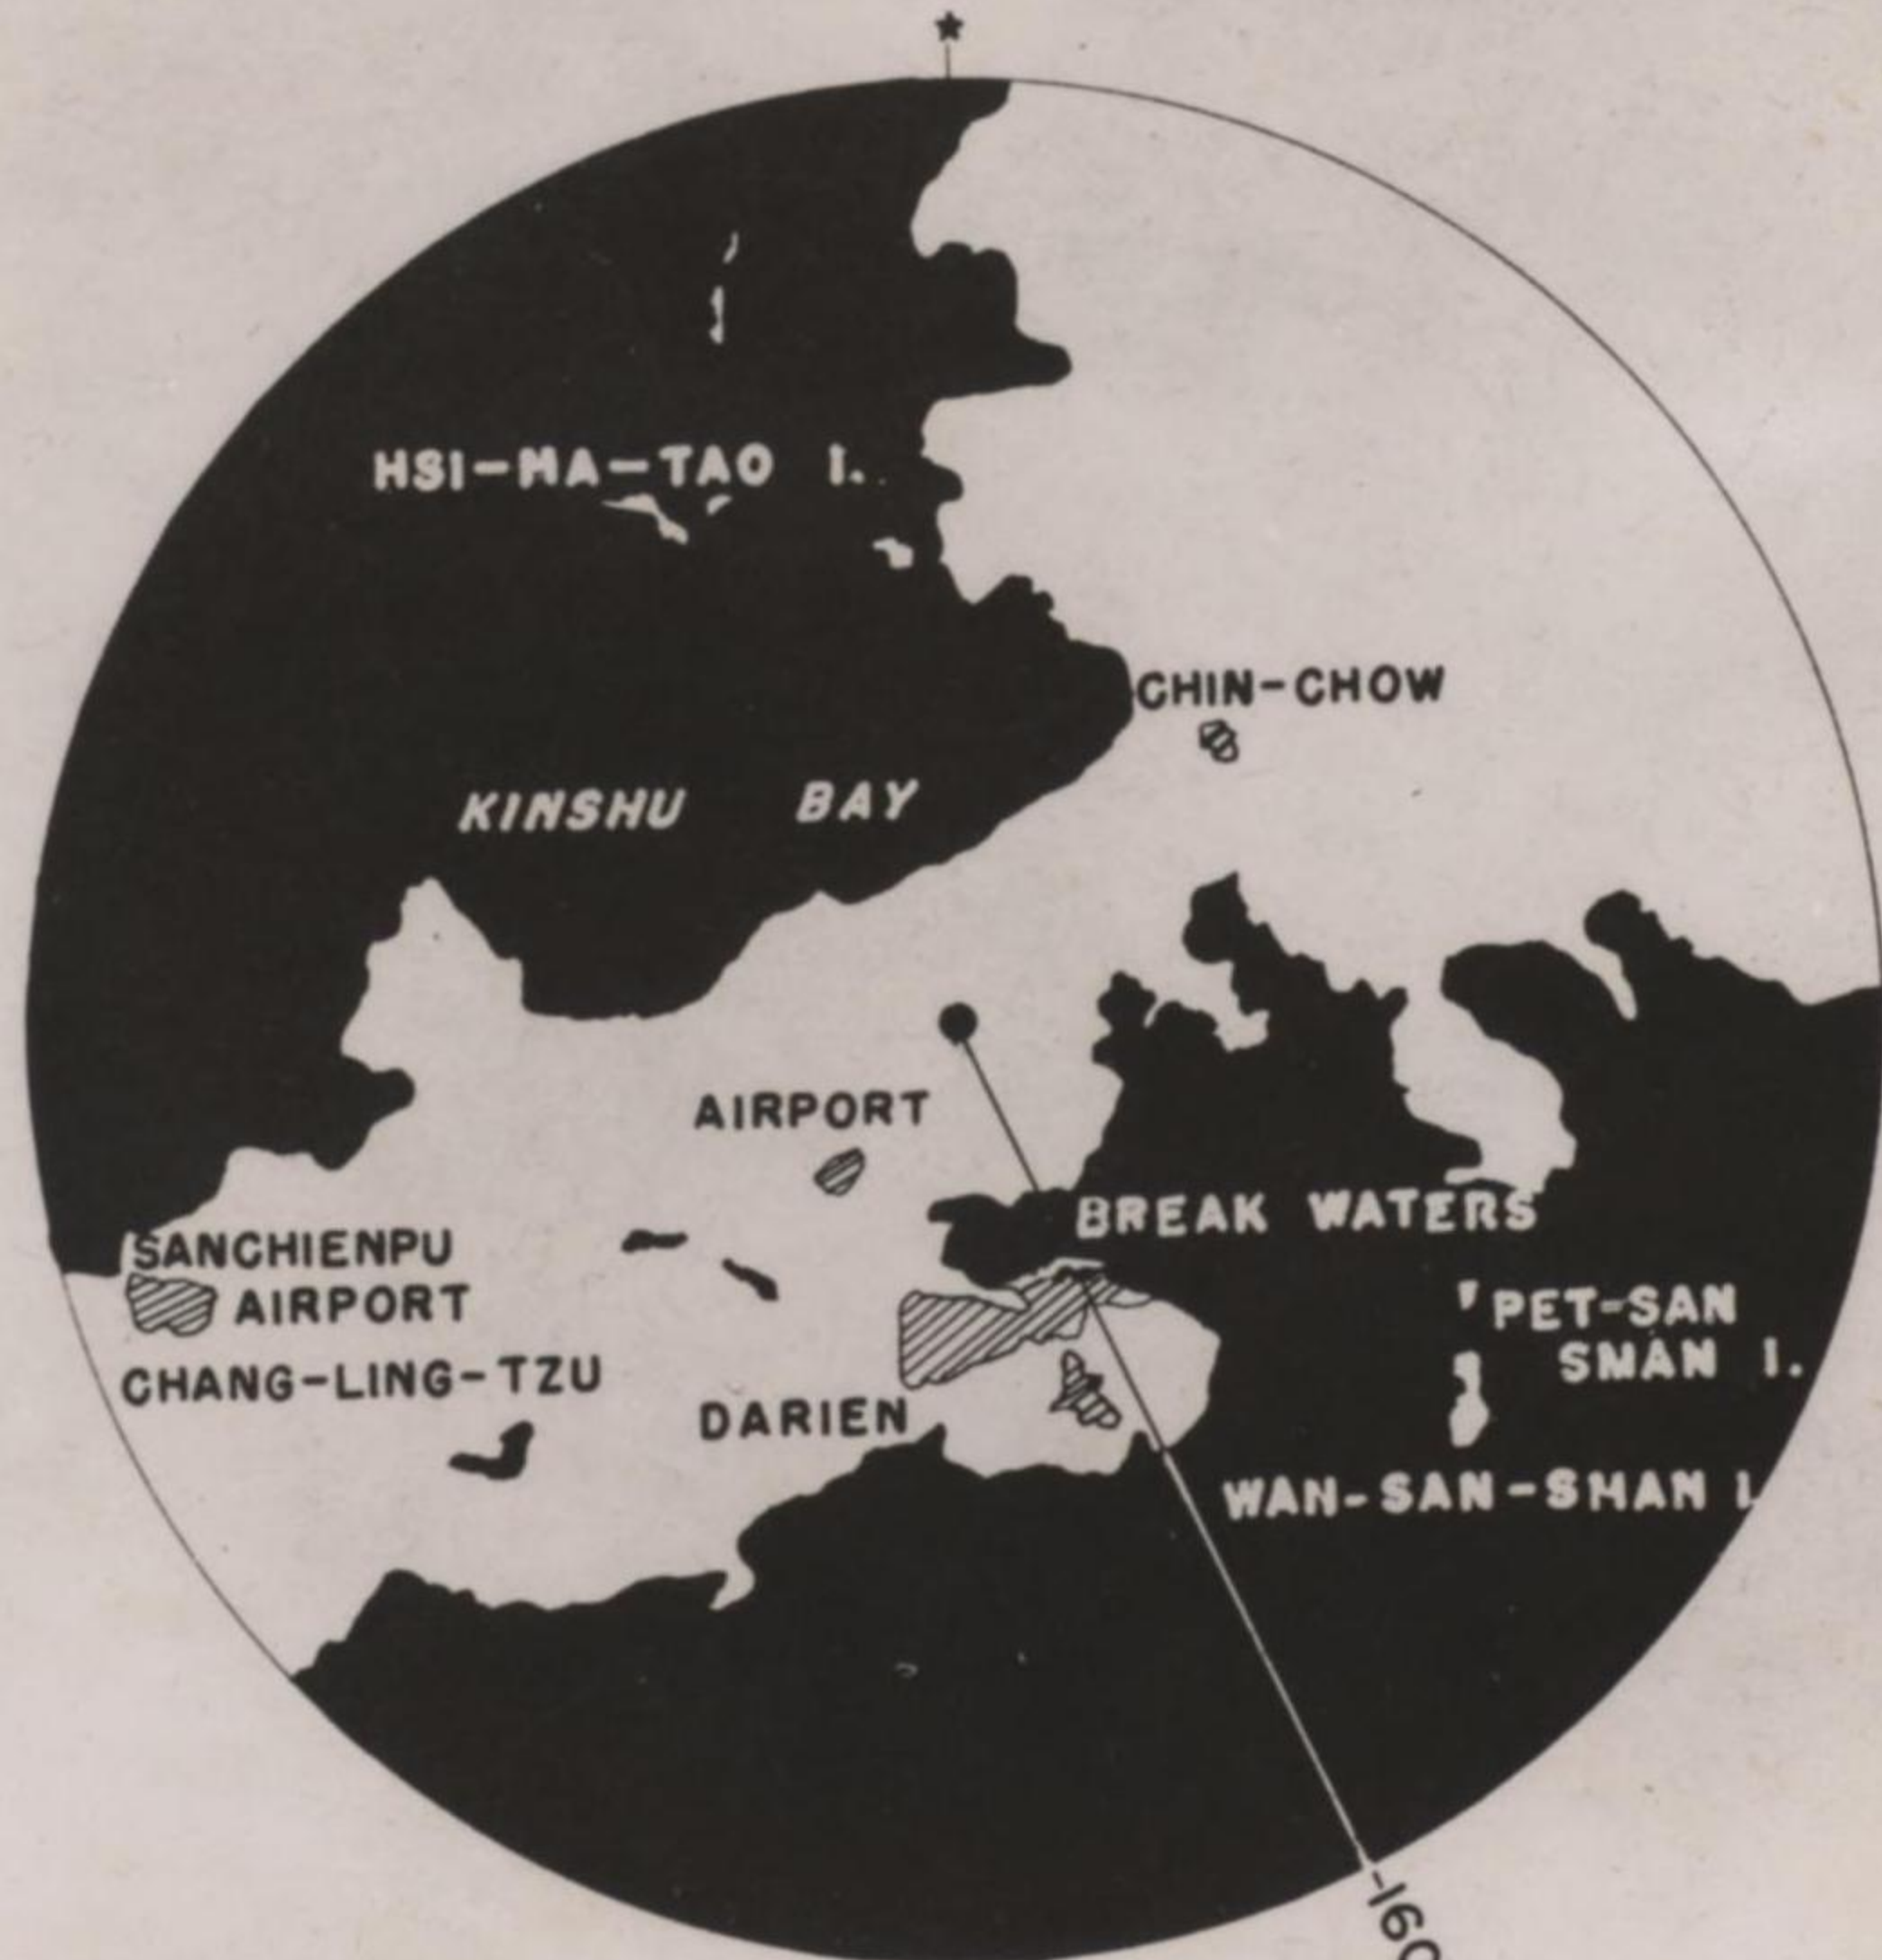 HSI-MA-TAO I.
CHIN-CHOW
KINSHU BAY
AIRPORT
BREAK WATERS
SANCHIENPU
AIRPORT
PET-SAN
SMAN I.
CHANG-LING-TZU
DARIEN
WAN-SAN-SHAN I.
-160